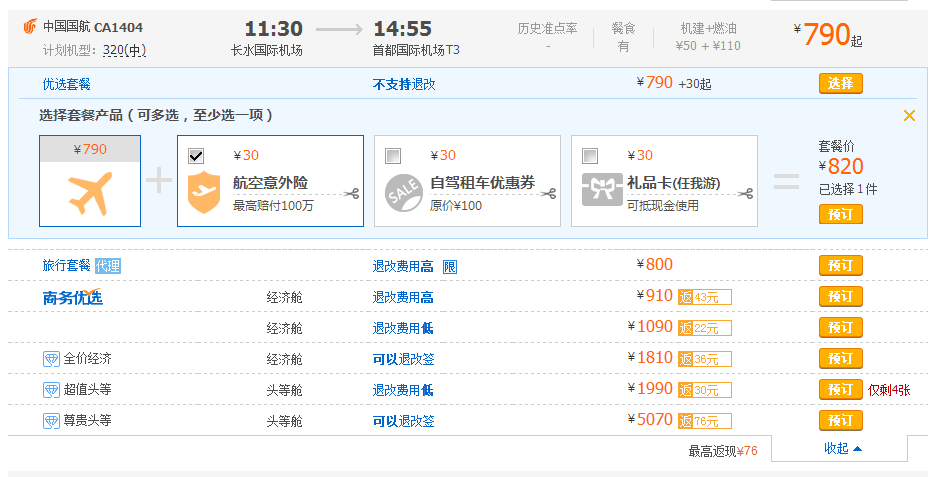 中国国航 CA1404 11:30 14:55 历史准点率 餐食 机建+燃油 ¥790起
计划机型: 320(中) 长水国际机场 首都国际机场T3 - 有 ¥50 + ¥110
优选套餐 不支持退改 ¥790 +30起 选择
选择套餐产品（可多选，至少选一项）
¥790 ¥30 ¥30 ¥30 套餐价
¥820
航空意外险 SALE 自驾租车优惠券 礼品卡(任我游) 已选择1件
最高赔付100万 原价¥100 可抵现金使用 预订
旅行套餐 代理 退改费用高 限 ¥800 预订
商务优选 经济舱 退改费用高 ¥910 返43元 预订
经济舱 退改费用低 ¥1090 返22元 预订
全价经济 经济舱 可以退改签 ¥1810 返36元 预订
超值头等 头等舱 退改费用低 ¥1990 返30元 预订 仅剩4张
尊贵头等 头等舱 可以退改签 ¥5070 返76元 预订
最高返现¥76 收起